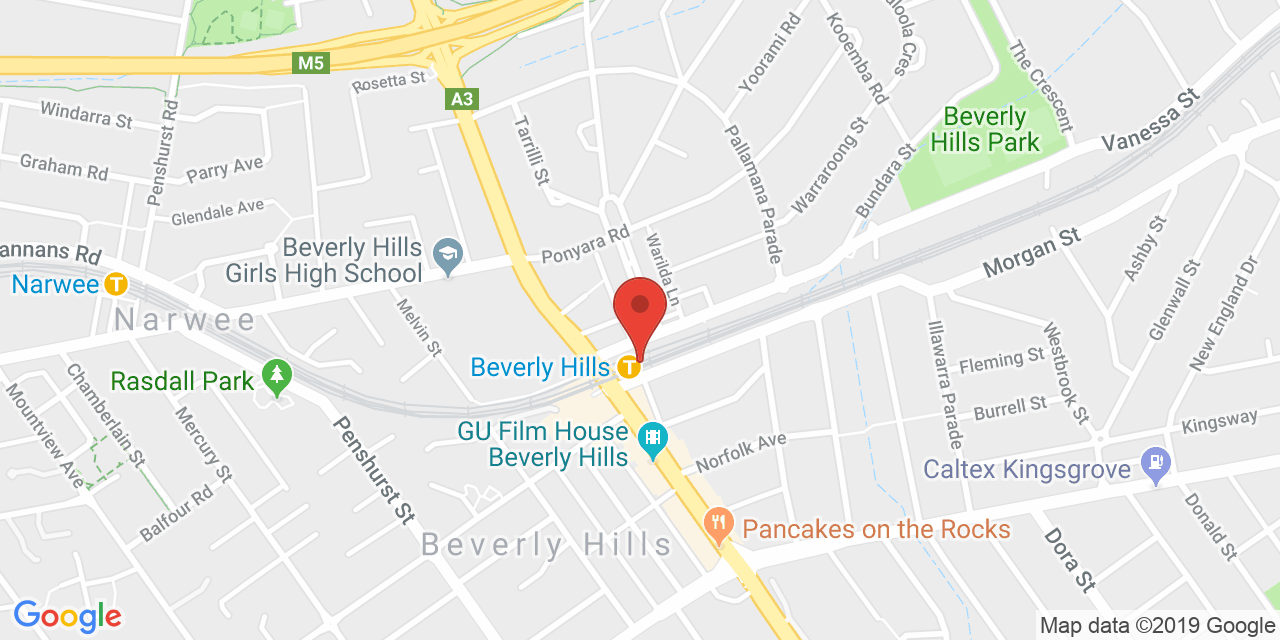 aloola Cres
Yoorami Rd
Kooemba Rd
The Crescent
M5
Rosetta St
A3
Vanessa St
Windarra St
Penshurst Rd
Tarrilli St
Pallamana Parade
Warraroong St
Bundara St
Beverly
Hills Park
Graham Rd
Parry Ave
Glendale Ave
annans Rd
Beverly Hills
Girls High School
Ponyara Rd
Warilda Ln
Morgan St
Ashby St
Narwee
T
Narwee
Melvin St
Glenwall St
New England Dr
Illawarra Parade
Westbrook St
Fleming St
Beverly Hills
T
Rasdall Park
Chamberlain St
Mountview Ave
Mercury St
Penshurst St
Burrell St
Kingsway
GU Film House
Beverly Hills
Norfolk Ave
Caltex Kingsgrove
Balfour Rd
Donald St
Pancakes on the Rocks
Beverly Hills
Dora St
Google
Map data ©2019 Google